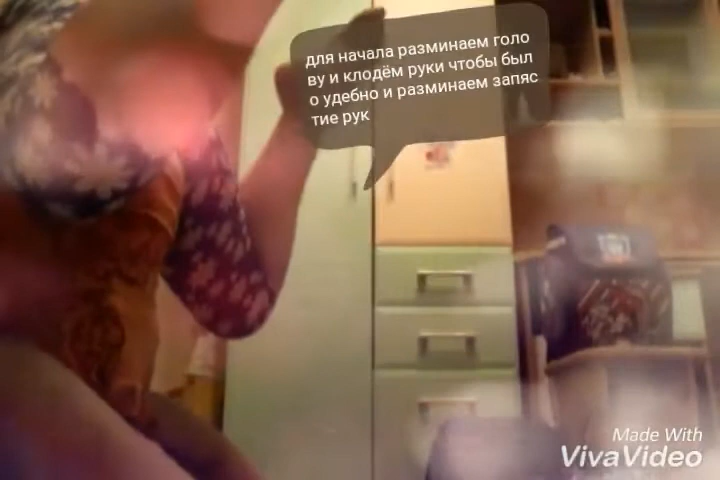 для начала разминаем голо
ву и клодём руки чтобы был
о удебно и разминаем запяс
тие рук
Made With
VivaVideo